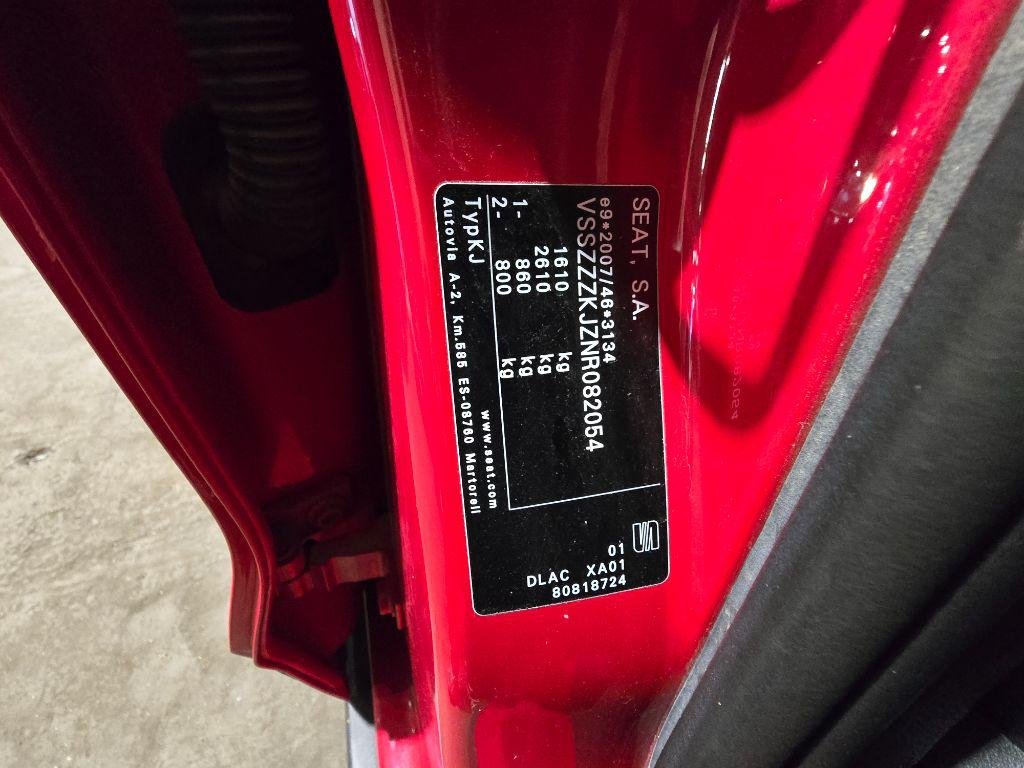 SEAT, S.A.
e9*2007/46*3134
VSSZZZKJZNR082054
1610 kg
2610 kg
1- 860 kg
2- 800 kg
TypKJ
www.seat.com
Autovia A-2, Km.585 ES-08760 Martorell
01
DLAC XA01
80818724